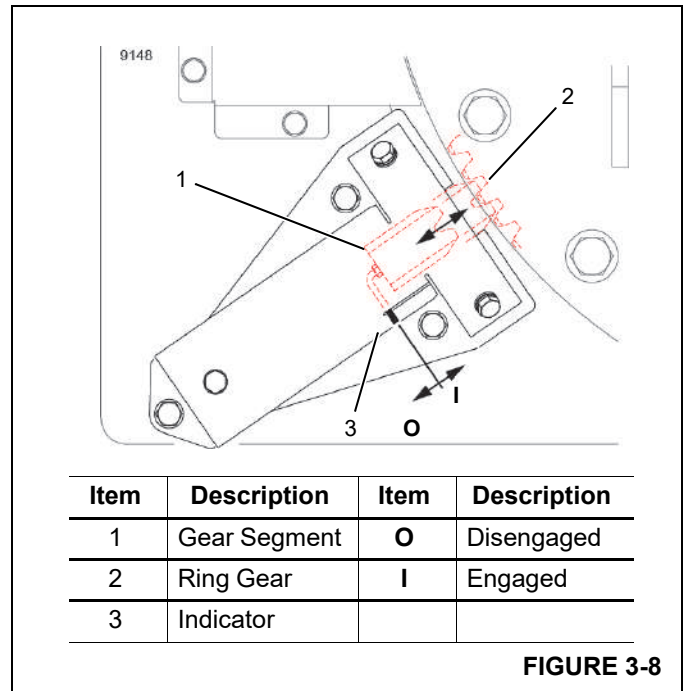 9148
2
1
3
O
I
Item Description Item Description
1 Gear Segment O Disengaged
2 Ring Gear I Engaged
3 Indicator
FIGURE 3-8